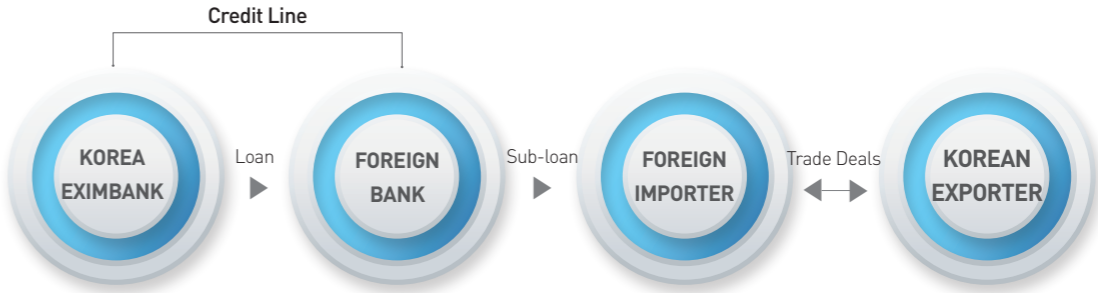 Credit Line
KOREA
EXIMBANK
Loan
FOREIGN
BANK
Sub-loan
FOREIGN
IMPORTER
Trade Deals
KOREAN
EXPORTER